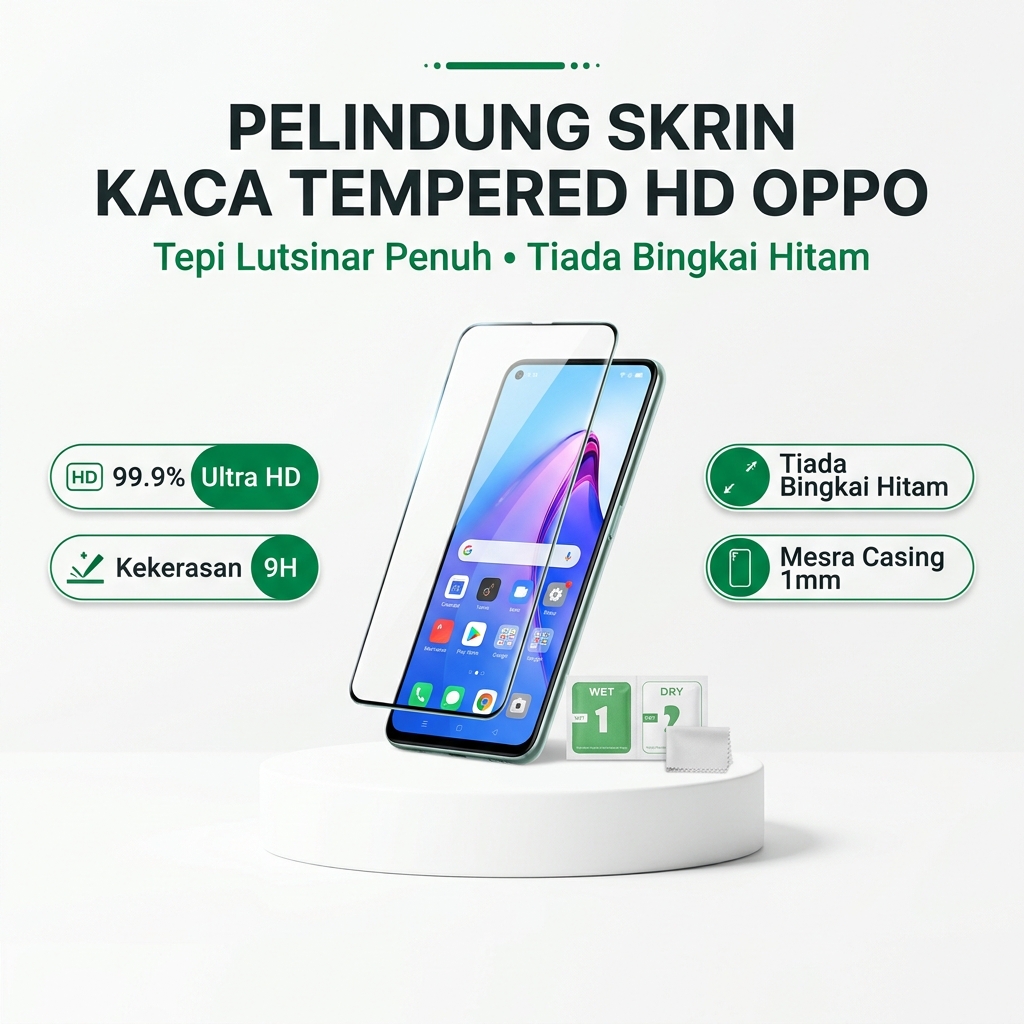 PELINDUNG SKRIN
KACA TEMPERED HD OPPO
Tepi Lutsinar Penuh • Tiada Bingkai Hitam
HD 99.9% Ultra HD
Kekerasan 9H
Tiada
Bingkai Hitam
Mesra Casing
1mm
WET
1
DRY